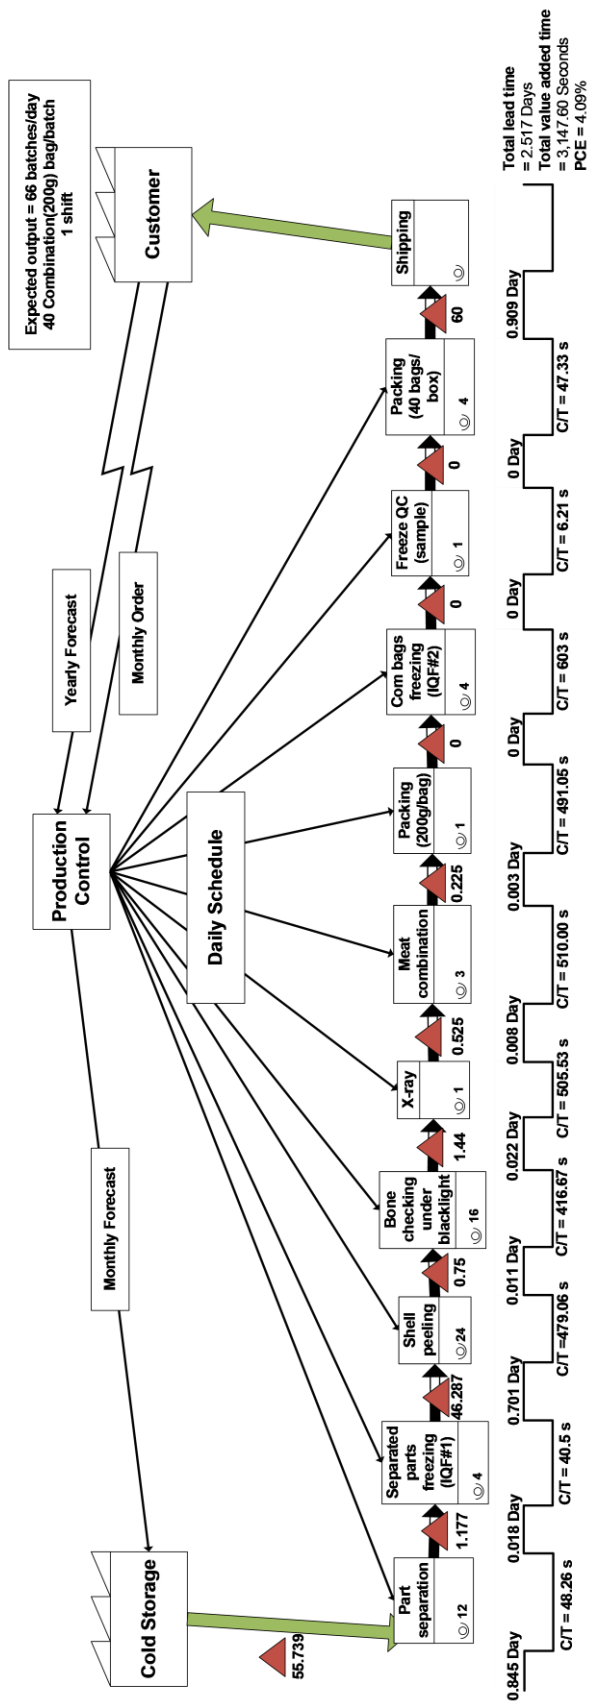 Expected output = 66 batches/day
40 Combination(200g) bag/batch
1 shift
Cold Storage
Monthly Forecast
Production
Control
Yearly Forecast
Monthly Order
Customer
Daily Schedule
55.739
Part
separation
12
1.177
Separated
parts
freezing
(IQF#1)
4
46.287
Shell
peeling
24
0.75
Bone
checking
under
blacklight
16
1.44
X-ray
1
0.525
Meat
combination
3
0.225
Packing
(200g/bag)
1
0
Com bags
freezing
(IQF#2)
4
0
Freeze QC
(sample)
1
0
Packing
(40 bags/
box)
4
60
Shipping
0.845 Day
C/T = 48.26 s
0.018 Day
C/T = 40.5 s
0.701 Day
C/T =479.06 s
0.011 Day
C/T = 416.67 s
0.022 Day
C/T = 505.53 s
0.008 Day
C/T = 510.00 s
0.003 Day
C/T = 491.05 s
0 Day
C/T = 603 s
0 Day
C/T = 6.21 s
0 Day
C/T = 47.33 s
0.909 Day
Total lead time
= 2.517 Days
Total value added time
= 3,147.60 Seconds
PCE = 4.09%